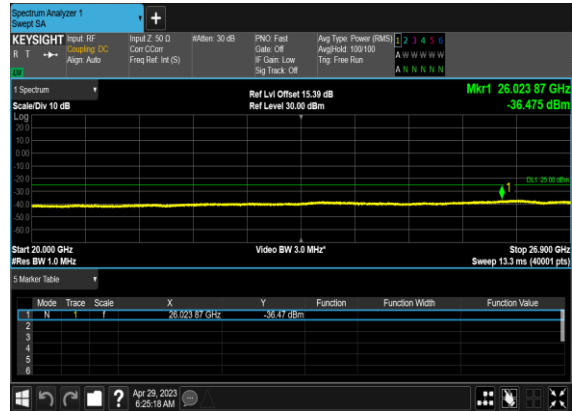 Spectrum Analyzer 1
Swept SA
+
KEYSIGHT Input: RF Input Z: 50 Ω #Atten: 30 dB PNO: Fast Avg Type: Power (RMS) 1 2 3 4 5 6
R T Coupling: DC Corr CCorr Gate: Off Avg|Hold: 100/100 A W W W W W
Align: Auto Freq Ref: Int (S) IF Gain: Low Trig: Free Run
Sig Track: Off A N N N N N
1 Spectrum Ref Lvl Offset 15.39 dB Mkr1 26.023 87 GHz
Scale/Div 10 dB Ref Level 30.00 dBm -36.475 dBm
Log
20.0
10.0
0.00
-10.0
-20.0
DL1 -25.00 dBm
-30.0
1
-40.0
-50.0
-60.0
Start 20.000 GHz Video BW 3.0 MHz* Stop 26.900 GHz
#Res BW 1.0 MHz Sweep 13.3 ms (40001 pts)
5 Marker Table
Mode Trace Scale X Y Function Function Width Function Value
1 N 1 f 26.023 87 GHz -36.47 dBm
2
3
4
5
6
? Apr 29, 2023
6:25:18 AM